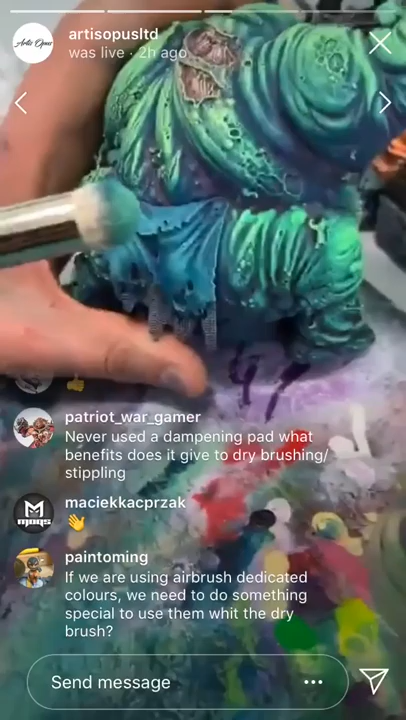 artisopusltd
Artis Opus
was live · 2h ago
patriot_war_gamer
Never used a dampening pad what
benefits does it give to dry brushing/
stippling
maciekkacprzak
M
paintoming
If we are using airbrush dedicated
colours, we need to do something
special to use them whit the dry
brush?
Send message